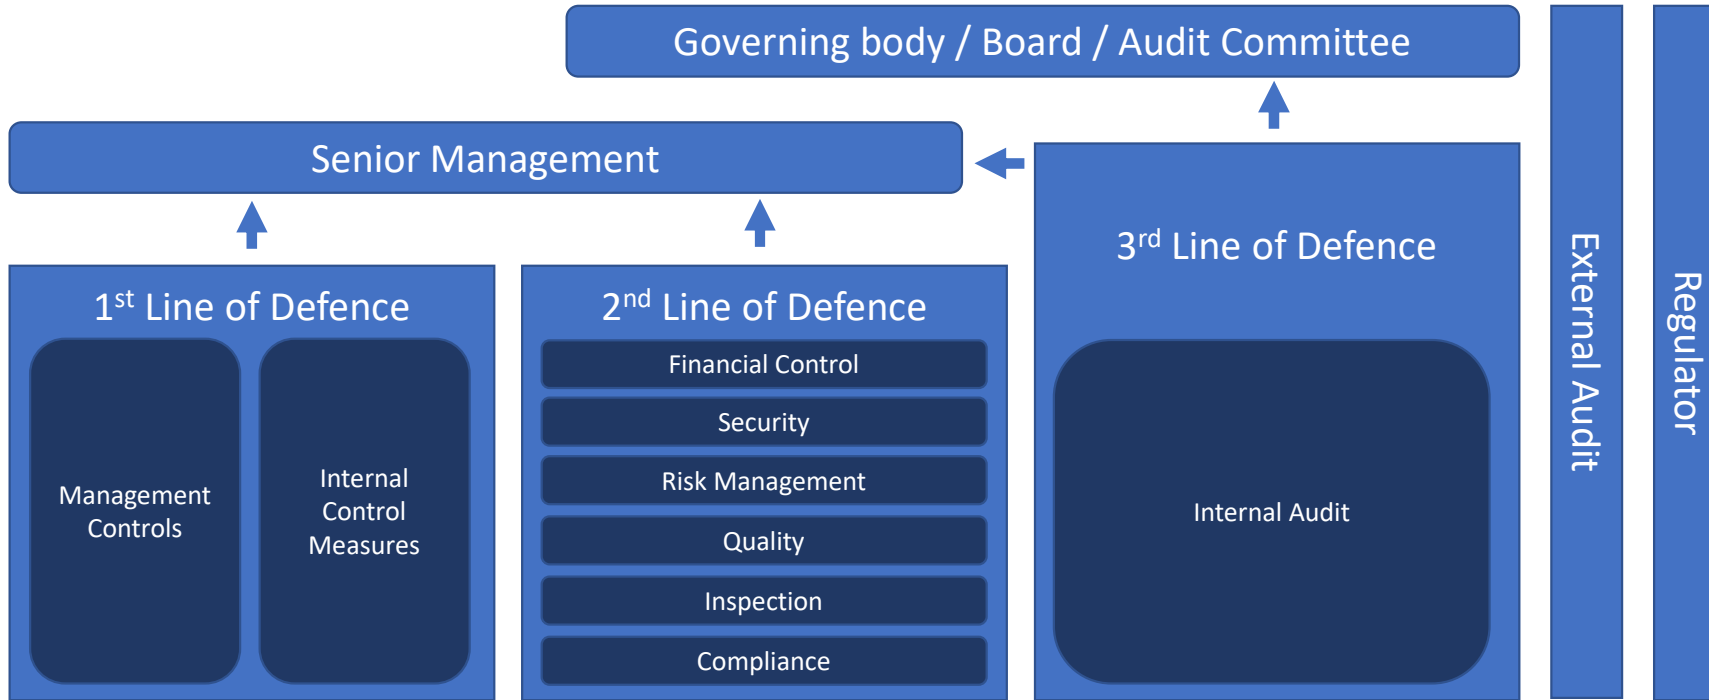 Governing body / Board / Audit Committee
Senior Management
1st Line of Defence
Management
Controls
Internal
Control
Measures
2nd Line of Defence
Financial Control
Security
Risk Management
Quality
Inspection
Compliance
3rd Line of Defence
Internal Audit
External Audit
Regulator